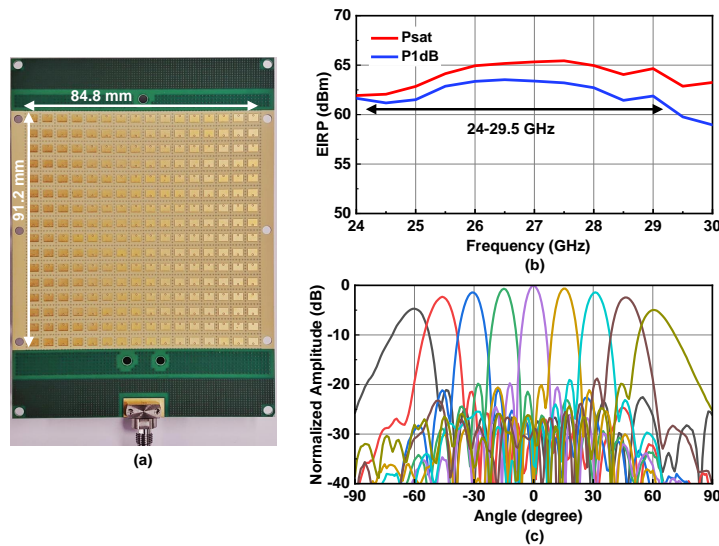 84.8 mm
91.2 mm
(a)
EIRP (dBm)
70
65
60
55
50
Psat
P1dB
24-29.5 GHz
24 25 26 27 28 29 30
Frequency (GHz)
(b)
Normalized Amplitude (dB)
0
-10
-20
-30
-40
-90 -60 -30 0 30 60 90
Angle (degree)
(c)